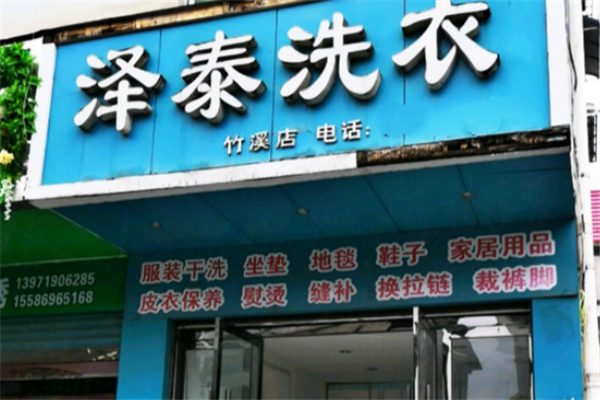 泽泰洗衣
竹溪店 电话:
服装干洗 坐垫 地毯 鞋子 家居用品
皮衣保养 熨烫 缝补 换拉链 裁裤脚
13971906285
15586965168